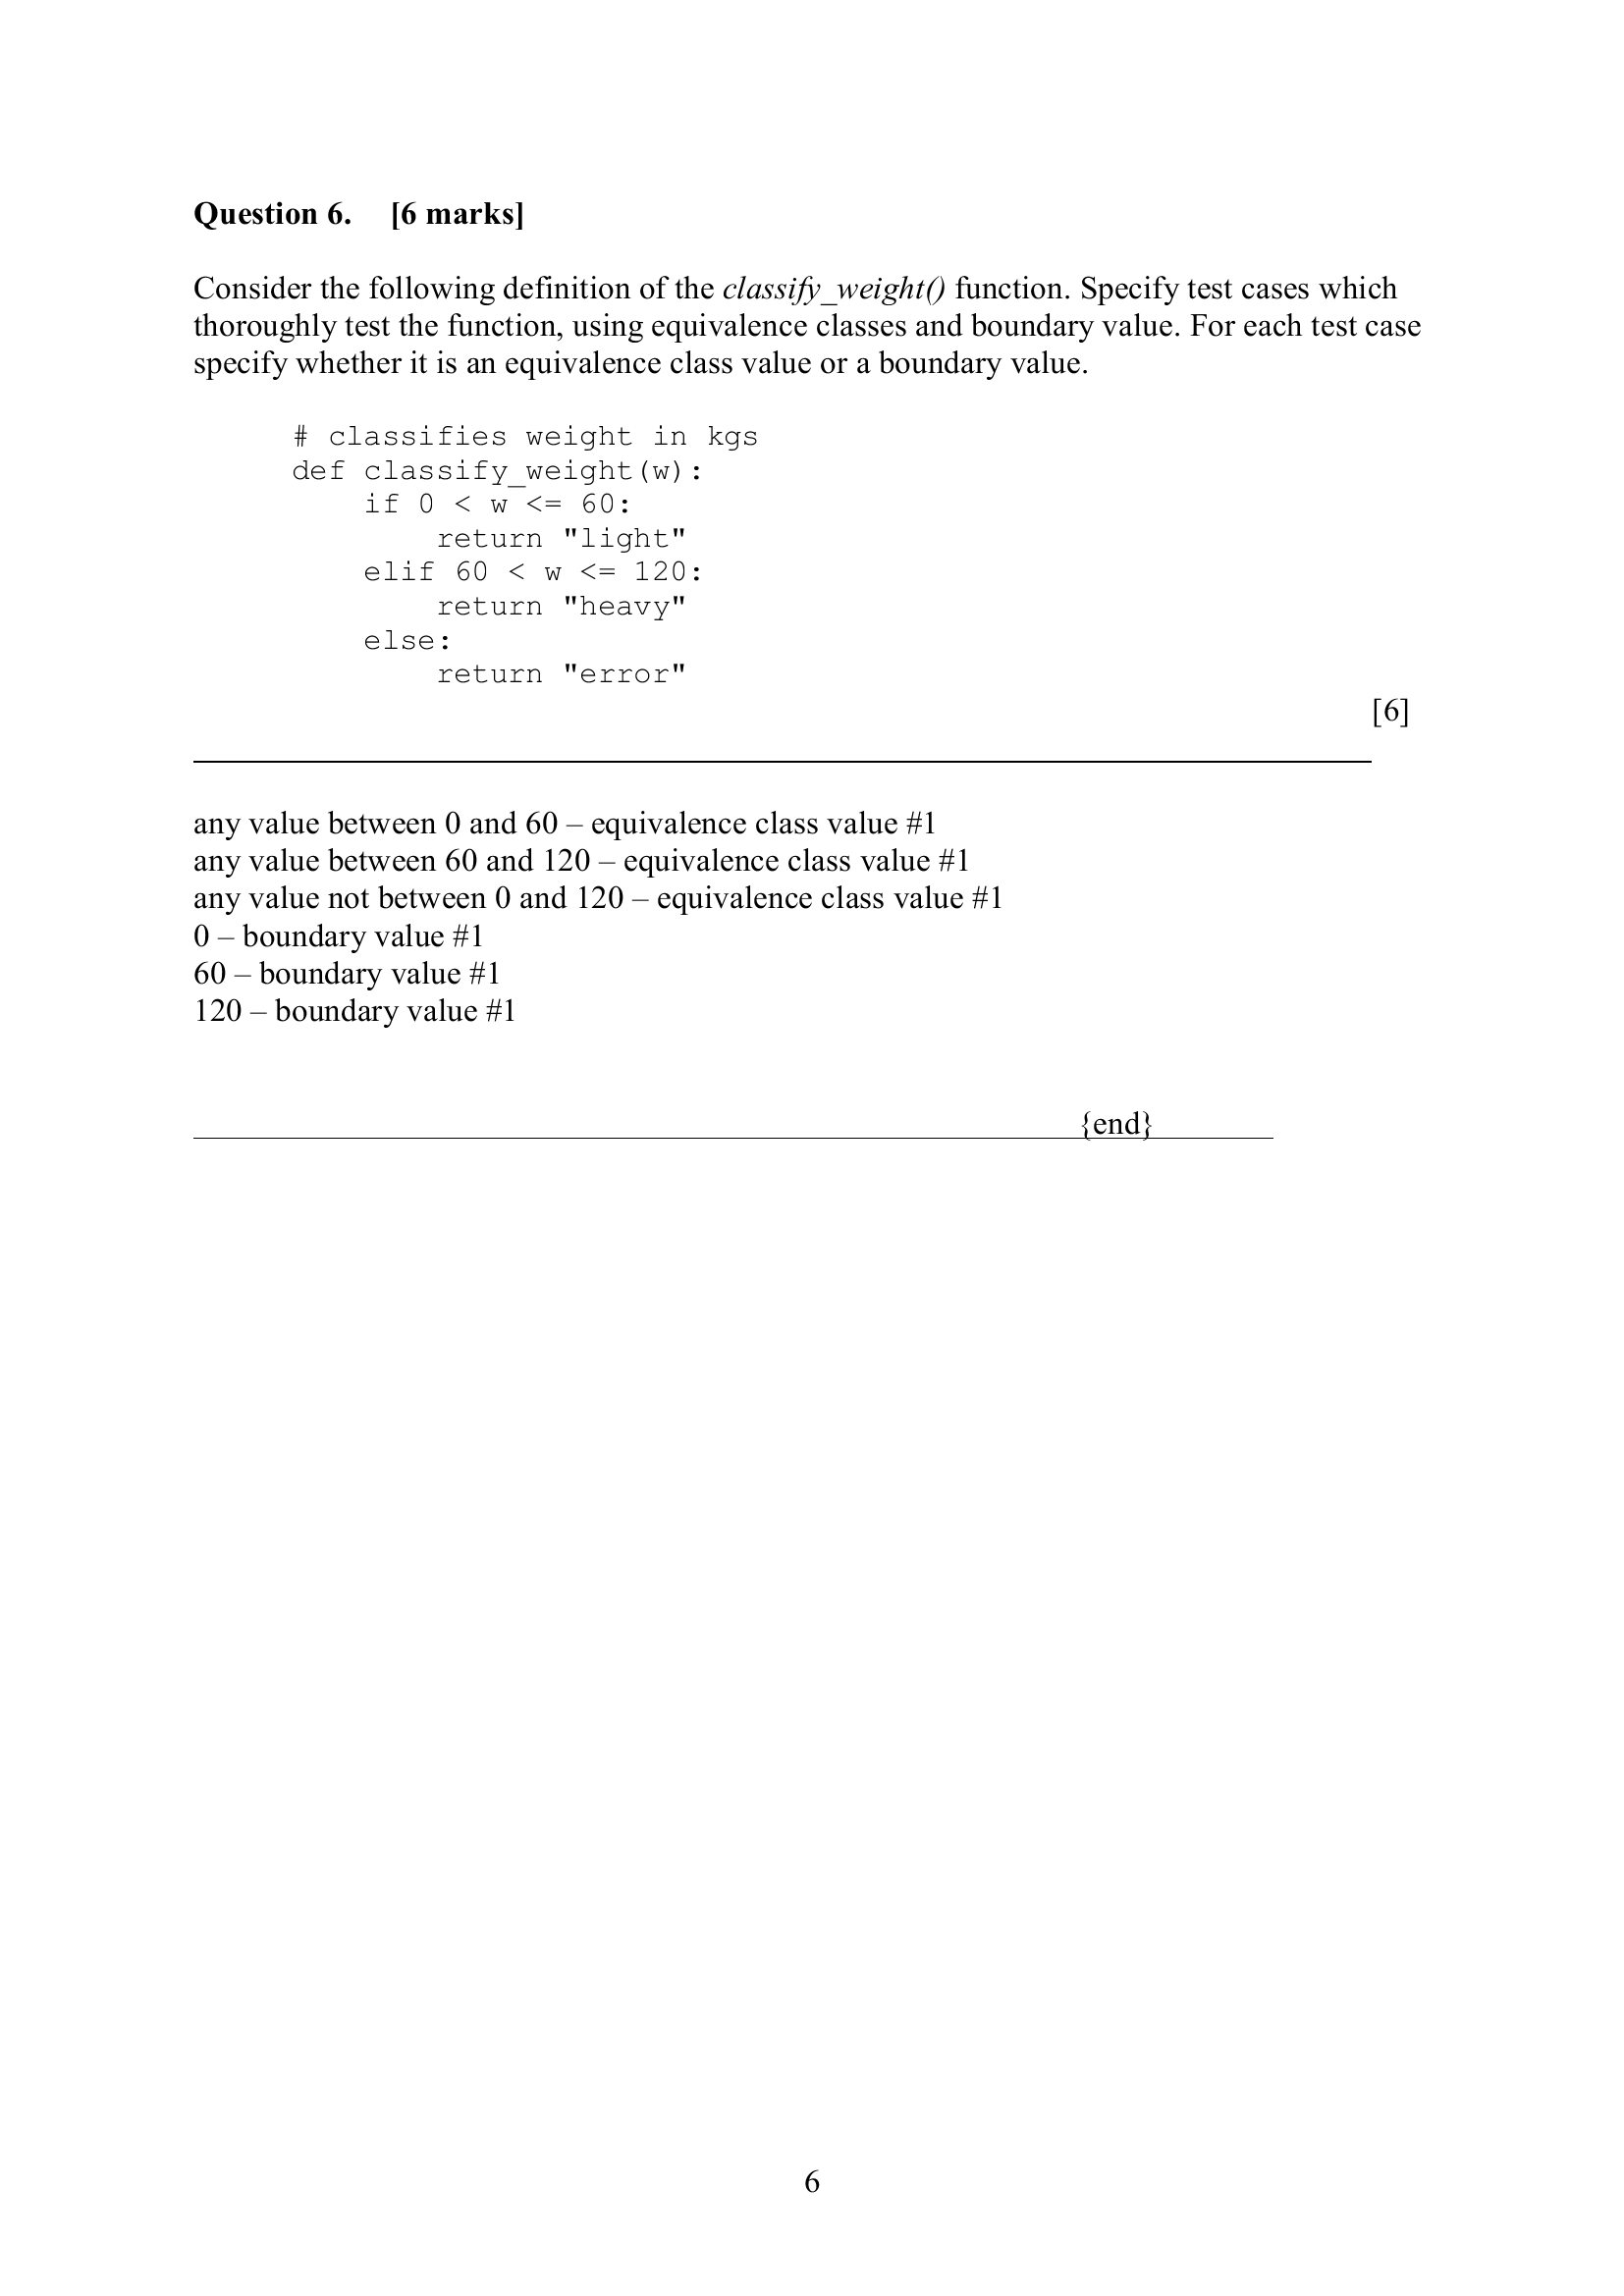 Question 6. [6 marks]
Consider the following definition of the classify_weight() function. Specify test cases which
thoroughly test the function, using equivalence classes and boundary value. For each test case
specify whether it is an equivalence class value or a boundary value.
# classifies weight in kgs
def classify_weight(w):
    if 0 < w <= 60:
        return "light"
    elif 60 < w <= 120:
        return "heavy"
    else:
        return "error"
[6]
any value between 0 and 60 – equivalence class value #1
any value between 60 and 120 – equivalence class value #1
any value not between 0 and 120 – equivalence class value #1
0 – boundary value #1
60 – boundary value #1
120 – boundary value #1
{end}
6